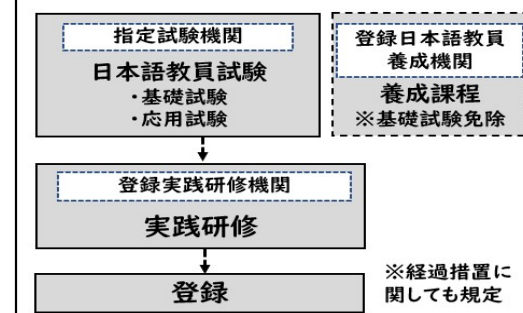 指定試験機関
日本語教員試験
・基礎試験
・応用試験
登録日本語教員
養成機関
養成課程
※基礎試験免除
登録実践研修機関
実践研修
登録
※経過措置に
関しても規定